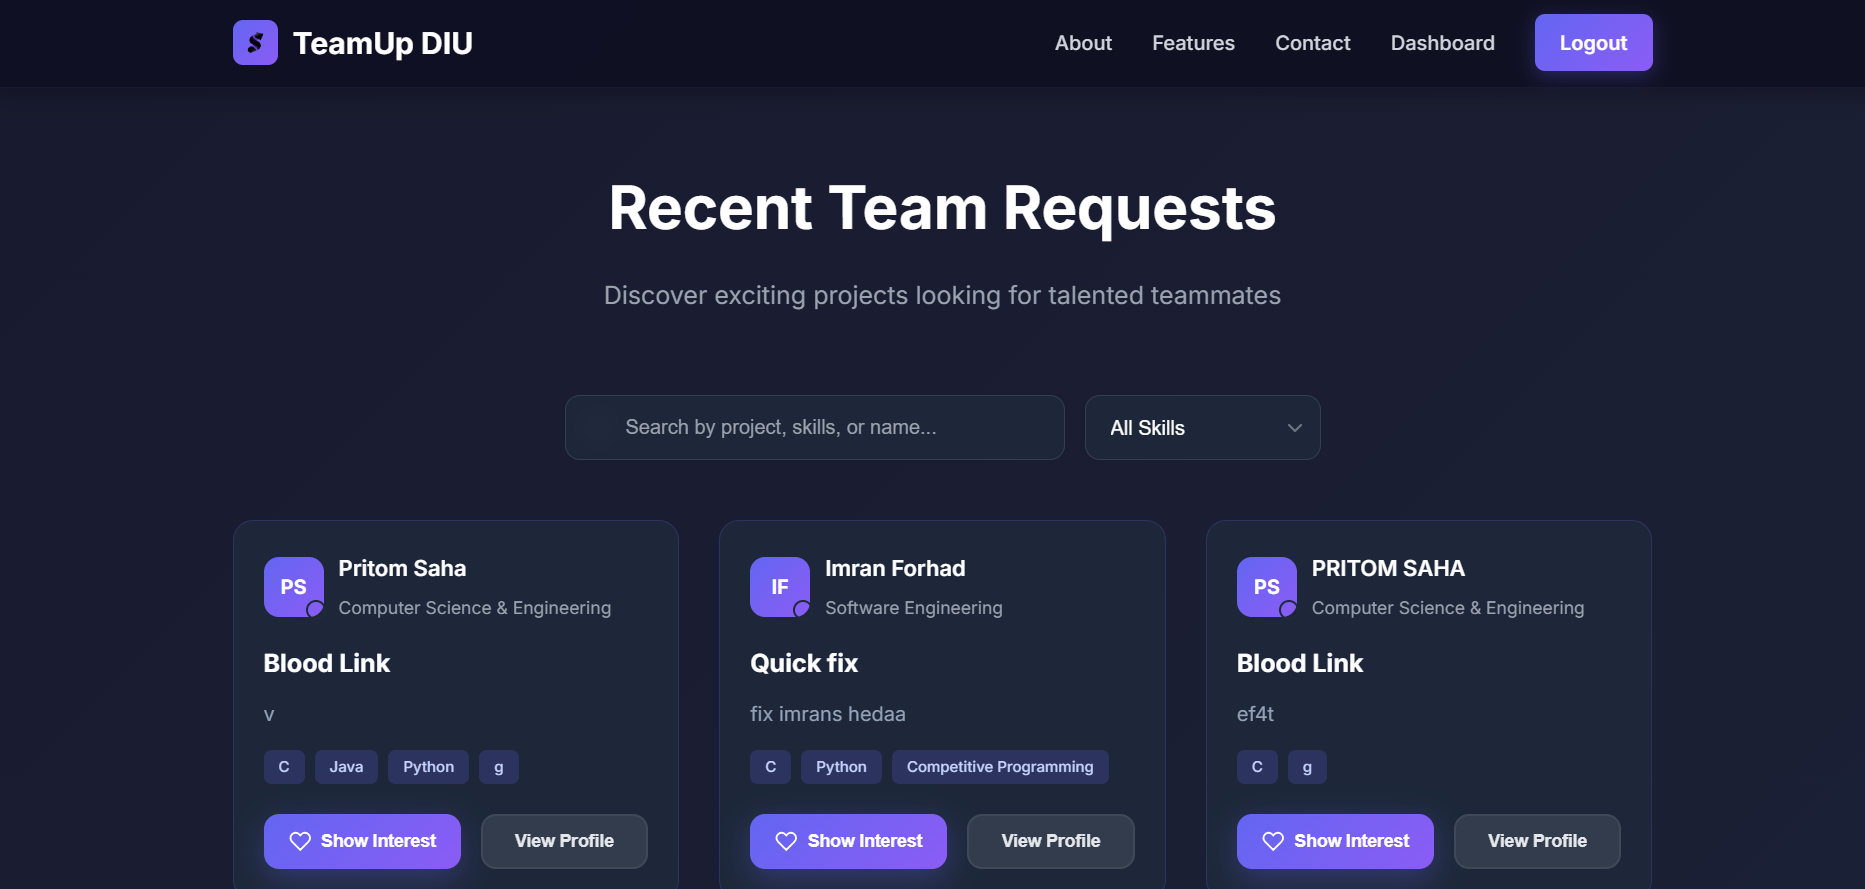 TeamUp DIU
About Features Contact Dashboard Logout
Recent Team Requests
Discover exciting projects looking for talented teammates
Search by project, skills, or name...
All Skills
PS
Pritom Saha
Computer Science & Engineering
Blood Link
v
C Java Python g
Show Interest View Profile
IF
Imran Forhad
Software Engineering
Quick fix
fix imrans hedaa
C Python Competitive Programming
Show Interest View Profile
PS
PRITOM SAHA
Computer Science & Engineering
Blood Link
ef4t
C g
Show Interest View Profile